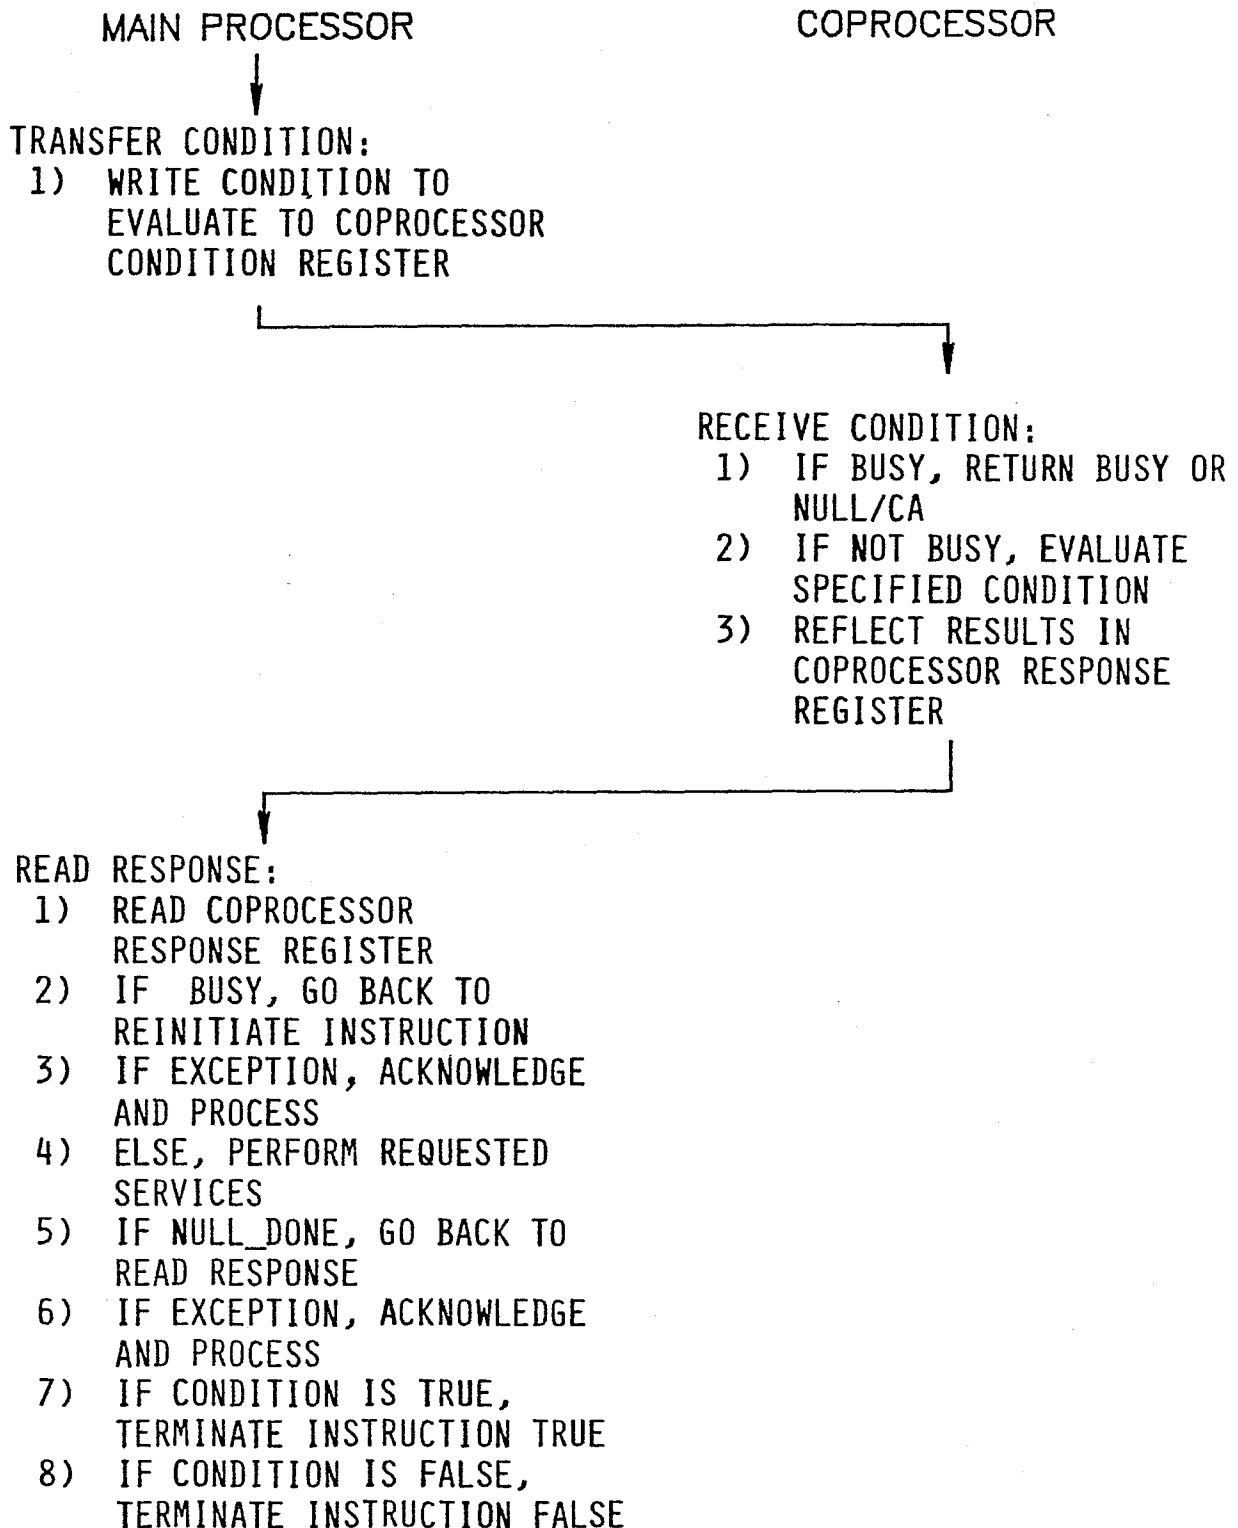 MAIN PROCESSOR
COPROCESSOR
TRANSFER CONDITION:
1) WRITE CONDITION TO
EVALUATE TO COPROCESSOR
CONDITION REGISTER
RECEIVE CONDITION:
1) IF BUSY, RETURN BUSY OR
NULL/CA
2) IF NOT BUSY, EVALUATE
SPECIFIED CONDITION
3) REFLECT RESULTS IN
COPROCESSOR RESPONSE
REGISTER
READ RESPONSE:
1) READ COPROCESSOR
RESPONSE REGISTER
2) IF BUSY, GO BACK TO
REINITIATE INSTRUCTION
3) IF EXCEPTION, ACKNOWLEDGE
AND PROCESS
4) ELSE, PERFORM REQUESTED
SERVICES
5) IF NULL_DONE, GO BACK TO
READ RESPONSE
6) IF EXCEPTION, ACKNOWLEDGE
AND PROCESS
7) IF CONDITION IS TRUE,
TERMINATE INSTRUCTION TRUE
8) IF CONDITION IS FALSE,
TERMINATE INSTRUCTION FALSE